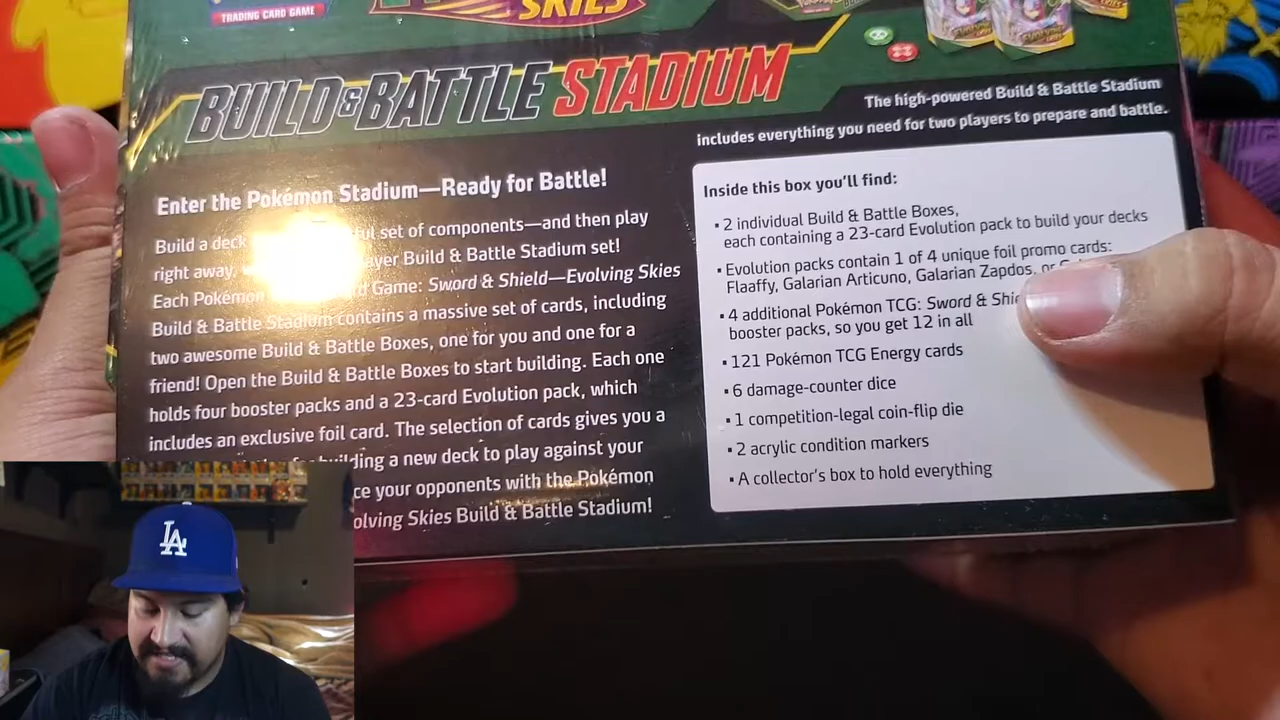 TRADING CARD GAME
SKIES
BUILD & BATTLE STADIUM
The high-powered Build & Battle Stadium
includes everything you need for two players to prepare and battle.
Enter the Pokémon Stadium—Ready for Battle!
Build a deck set of components—and then play
right away, Build & Battle Stadium set!
Each Pokémon Game: Sword & Shield—Evolving Skies
Build & Battle Stadium contains a massive set of cards, including
two awesome Build & Battle Boxes, one for you and one for a
friend! Open the Build & Battle Boxes to start building. Each one
holds four booster packs and a 23-card Evolution pack, which
includes an exclusive foil card. The selection of cards gives you a
a new deck to play against your
your opponents with the Pokémon
Skies Build & Battle Stadium!
Inside this box you'll find:
▪ 2 individual Build & Battle Boxes,
each containing a 23-card Evolution pack to build your decks
▪ Evolution packs contain 1 of 4 unique foil promo cards:
Flaaffy, Galarian Articuno, Galarian Zapdos, or
▪ 4 additional Pokémon TCG: Sword &
booster packs, so you get 12 in all
▪ 121 Pokémon TCG Energy cards
▪ 6 damage-counter dice
▪ 1 competition-legal coin-flip die
▪ 2 acrylic condition markers
▪ A collector's box to hold everything
LA